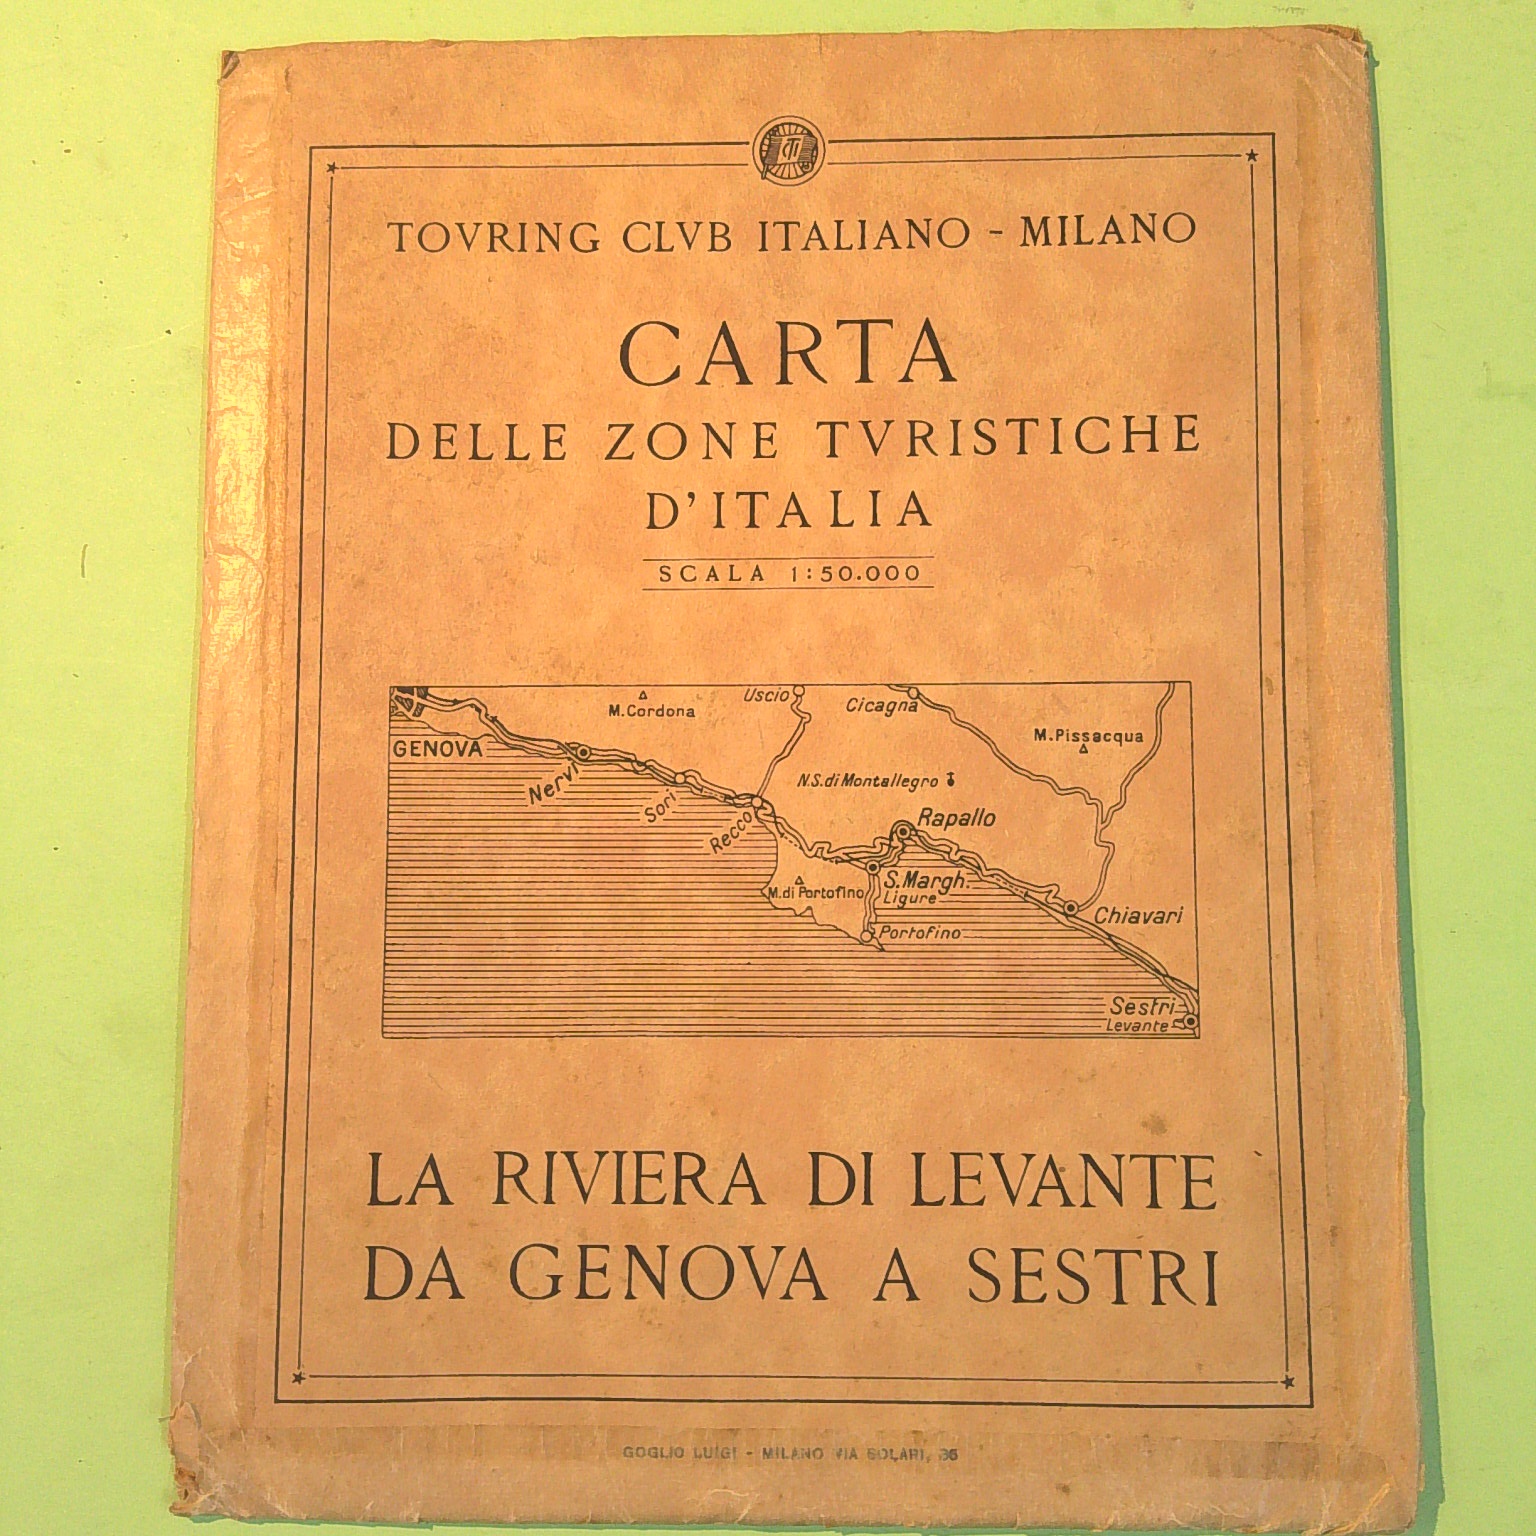 CTI
TOVRING CLVB ITALIANO - MILANO
CARTA
DELLE ZONE TVRISTICHE
D'ITALIA
SCALA 1:50.000
Uscio
Cicagna
M.Cordona
M.Pissacqua
GENOVA
Nervi
N.S.di Montallegro
Sori
Recco
Rapallo
M.di Portofino
S.Margh.
Ligure
Chiavari
Portofino
Sestri
Levante
LA RIVIERA DI LEVANTE
DA GENOVA A SESTRI
GOGLIO LUIGI - MILANO VIA SOLARI, 36